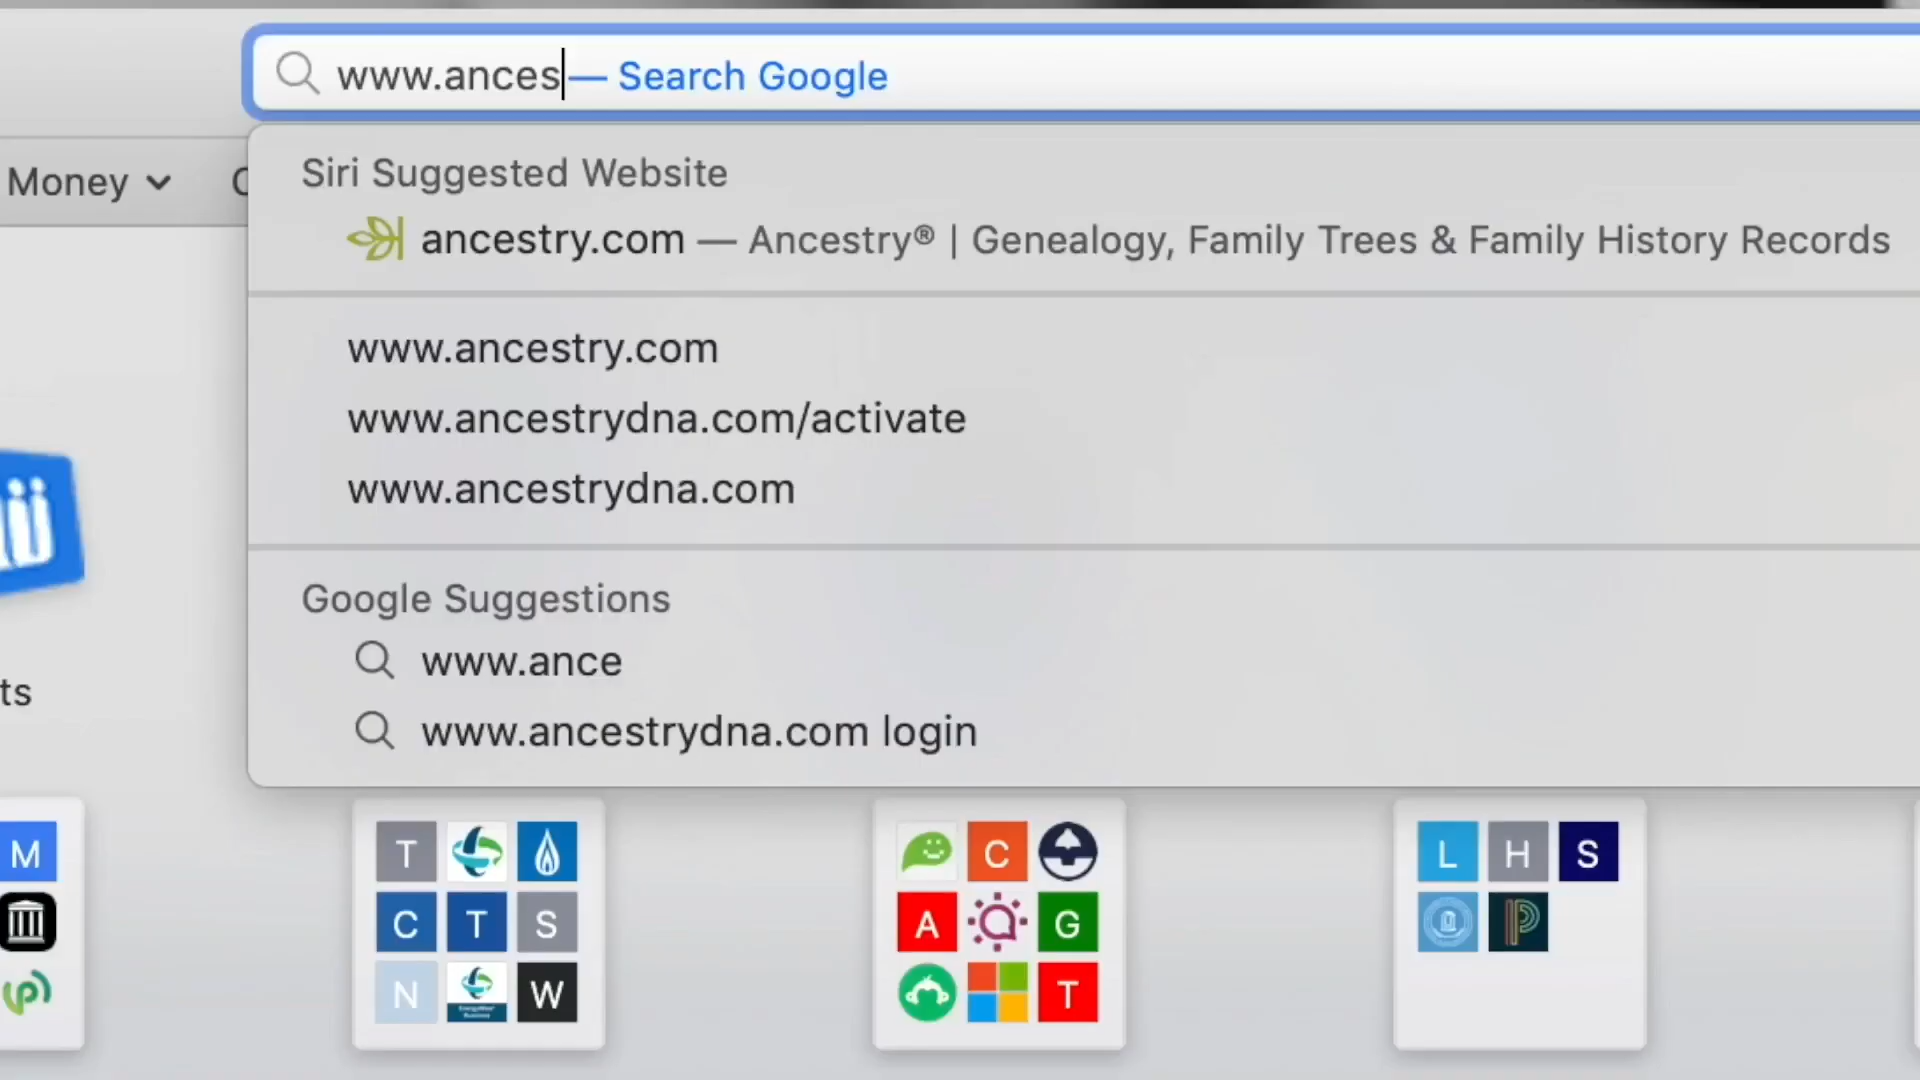 www.ances — Search Google
Money
Siri Suggested Website
ancestry.com — Ancestry® | Genealogy, Family Trees & Family History Records
www.ancestry.com
www.ancestrydna.com/activate
www.ancestrydna.com
Google Suggestions
www.ance
www.ancestrydna.com login
ts
M
T
C T S
N W
C
A G
T
L H S